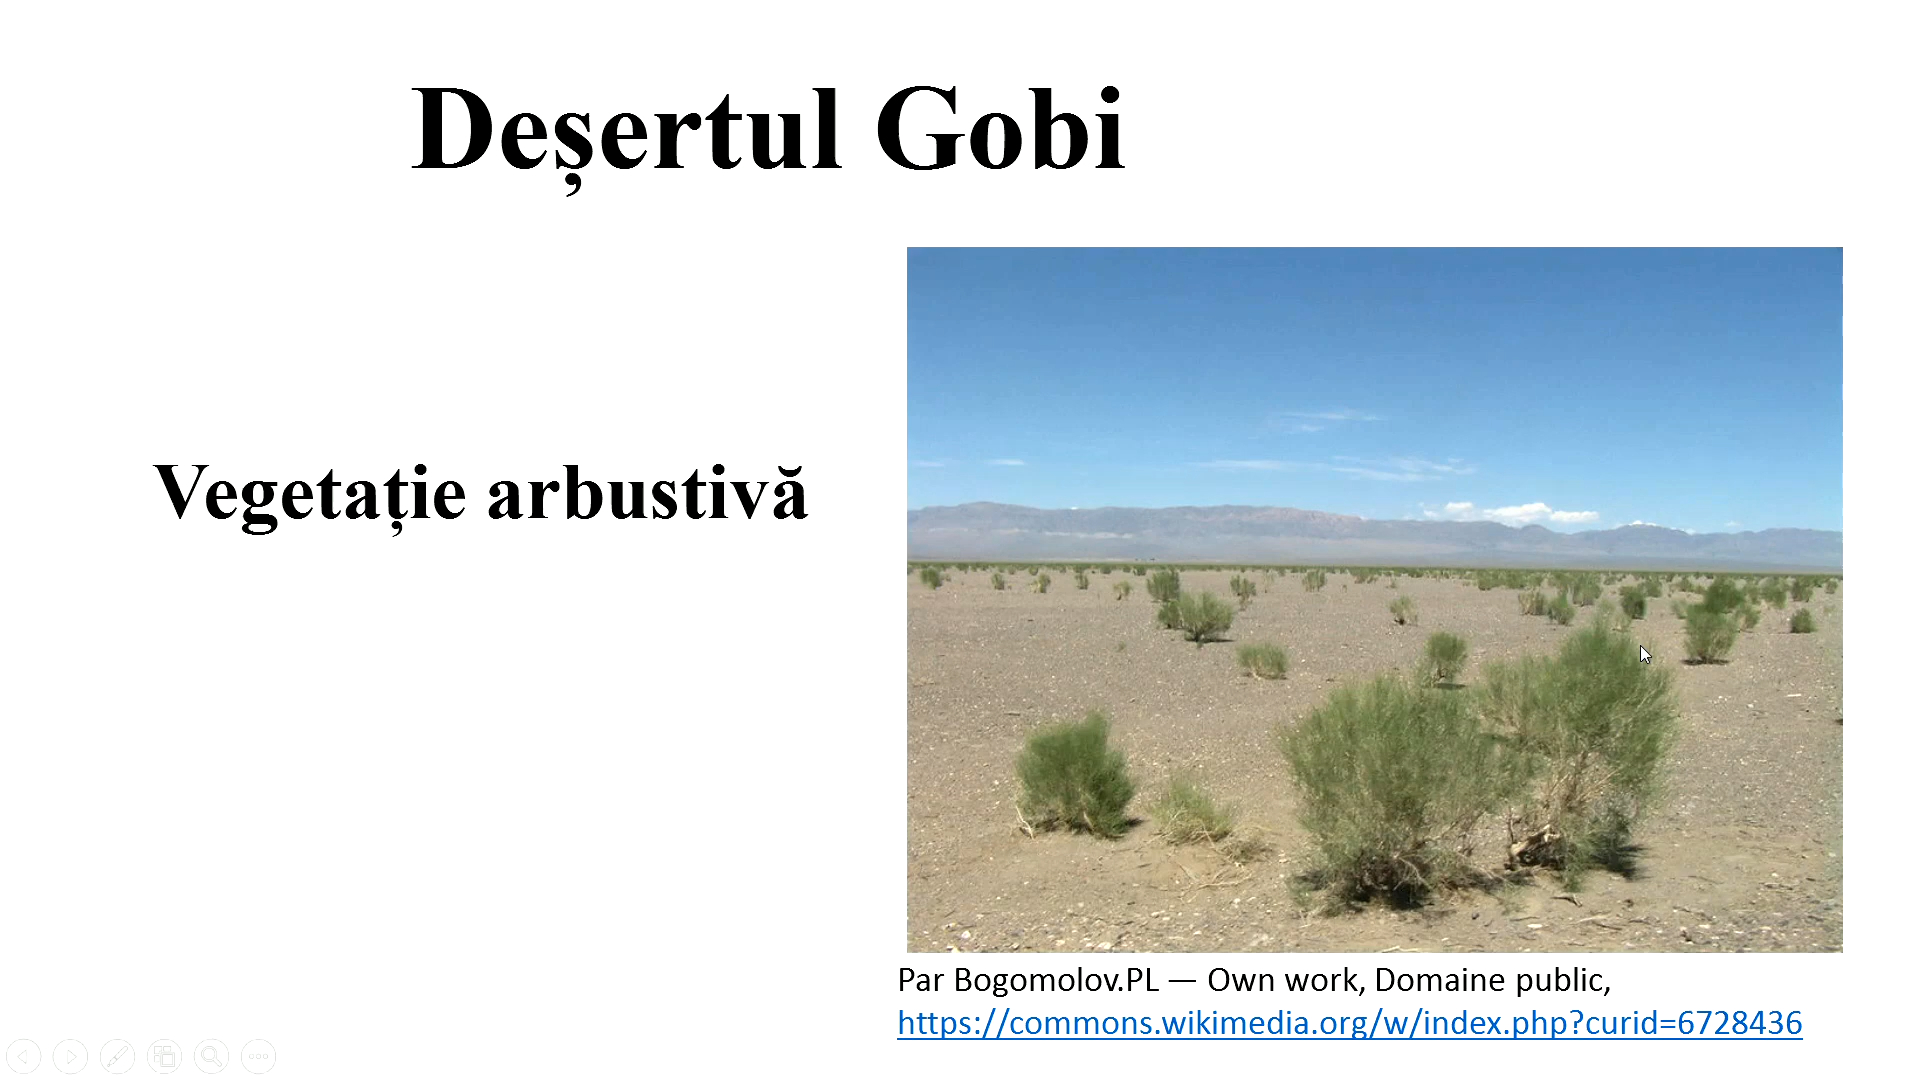 Deșertul Gobi
Vegetație arbustivă
Par Bogomolov.PL — Own work, Domaine public,
https://commons.wikimedia.org/w/index.php?curid=6728436